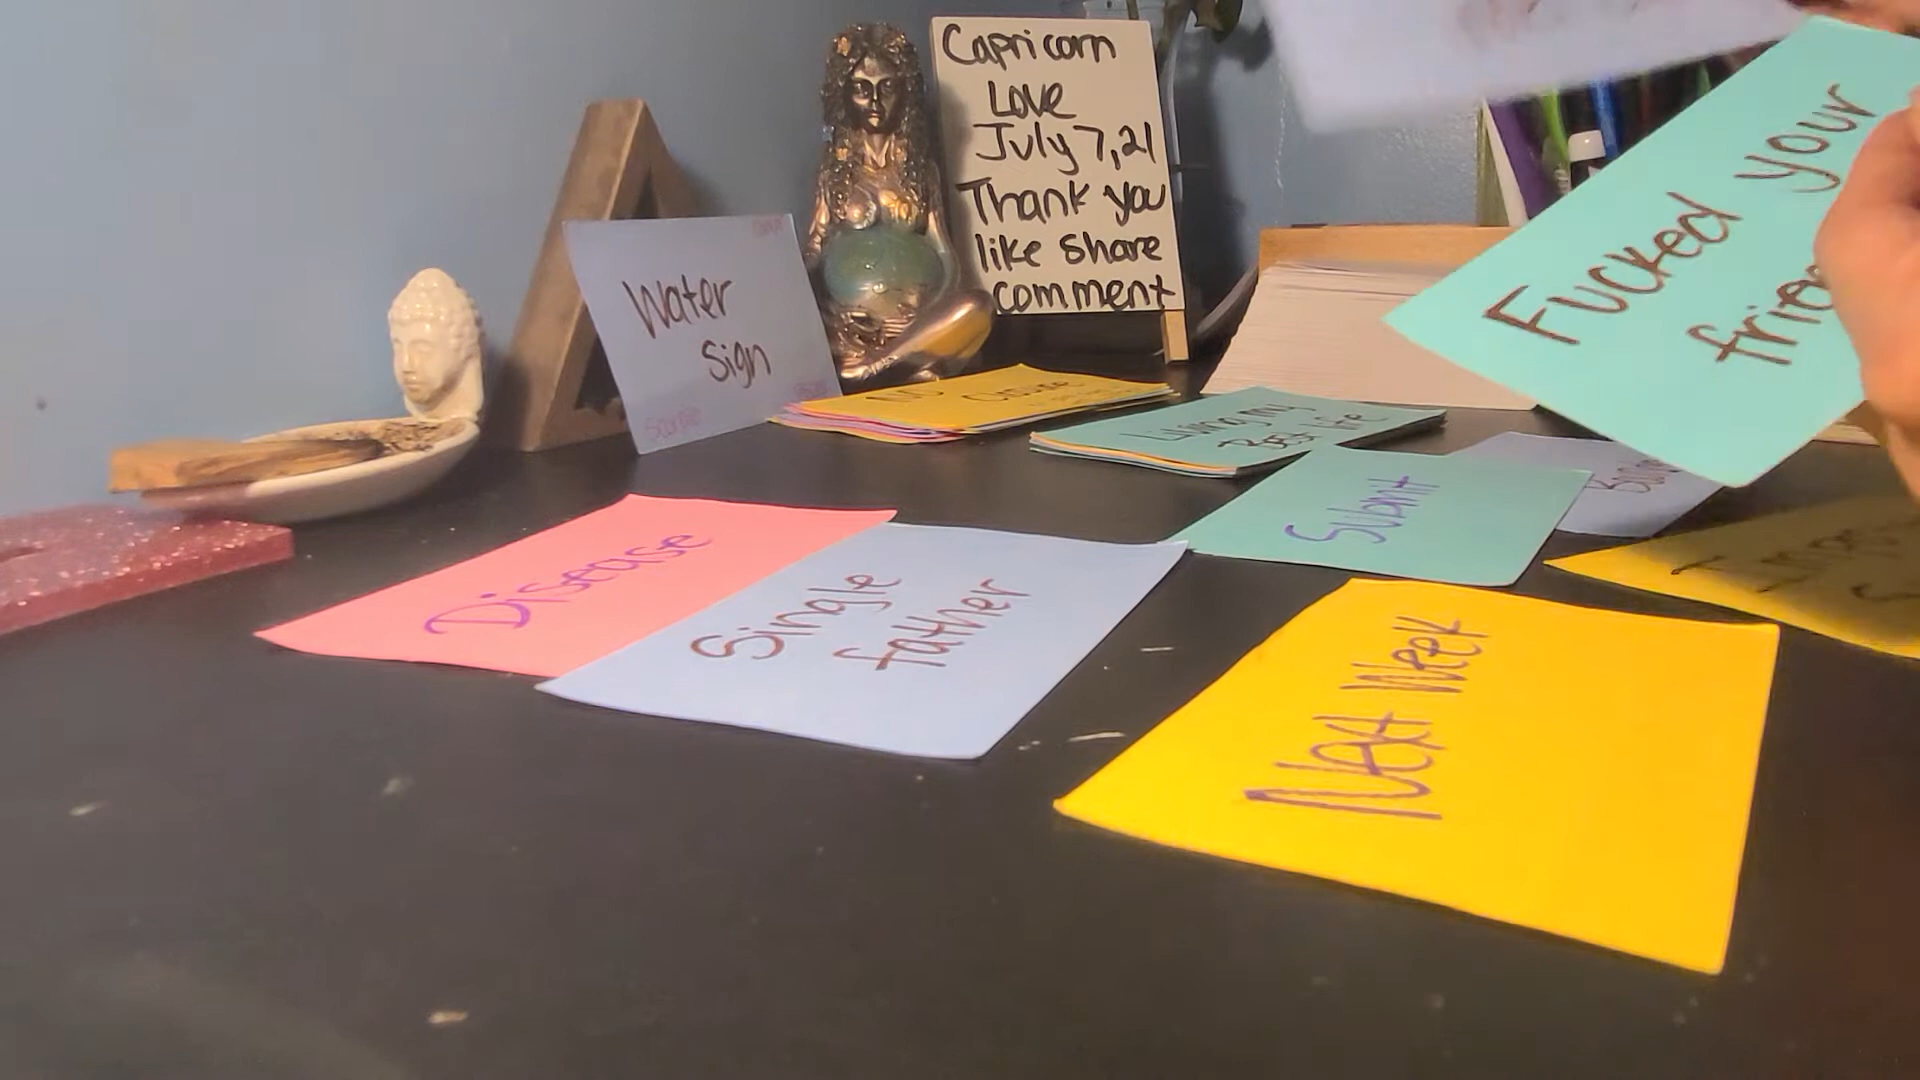 Capricorn
Love
July 7, 21
Thank you
like share
comment
Water
Sign
Fucked your
Living my
Best life
Submit
Disease
Single
father
Next Week